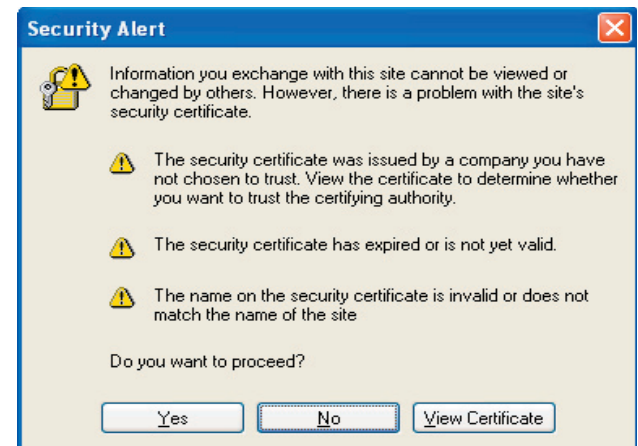 Security Alert
Information you exchange with this site cannot be viewed or
changed by others. However, there is a problem with the site's
security certificate.
The security certificate was issued by a company you have
not chosen to trust. View the certificate to determine whether
you want to trust the certifying authority.
The security certificate has expired or is not yet valid.
The name on the security certificate is invalid or does not
match the name of the site
Do you want to proceed?
Yes No View Certificate